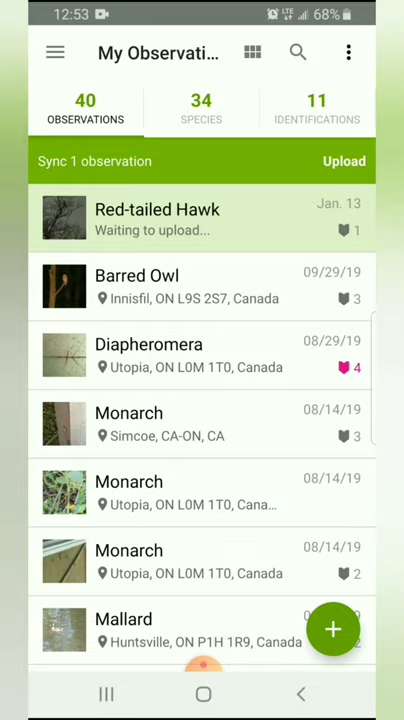 12:53 LTE 68%
My Observati...
40 34 11
OBSERVATIONS SPECIES IDENTIFICATIONS
Sync 1 observation Upload
Red-tailed Hawk Jan. 13
Waiting to upload... 1
Barred Owl 09/29/19
Innisfil, ON L9S 2S7, Canada 3
Diapheromera 08/29/19
Utopia, ON L0M 1T0, Canada 4
Monarch 08/14/19
Simcoe, CA-ON, CA 3
Monarch 08/14/19
Utopia, ON L0M 1T0, Cana...
Monarch 08/14/19
Utopia, ON L0M 1T0, Canada 2
Mallard
Huntsville, ON P1H 1R9, Canada